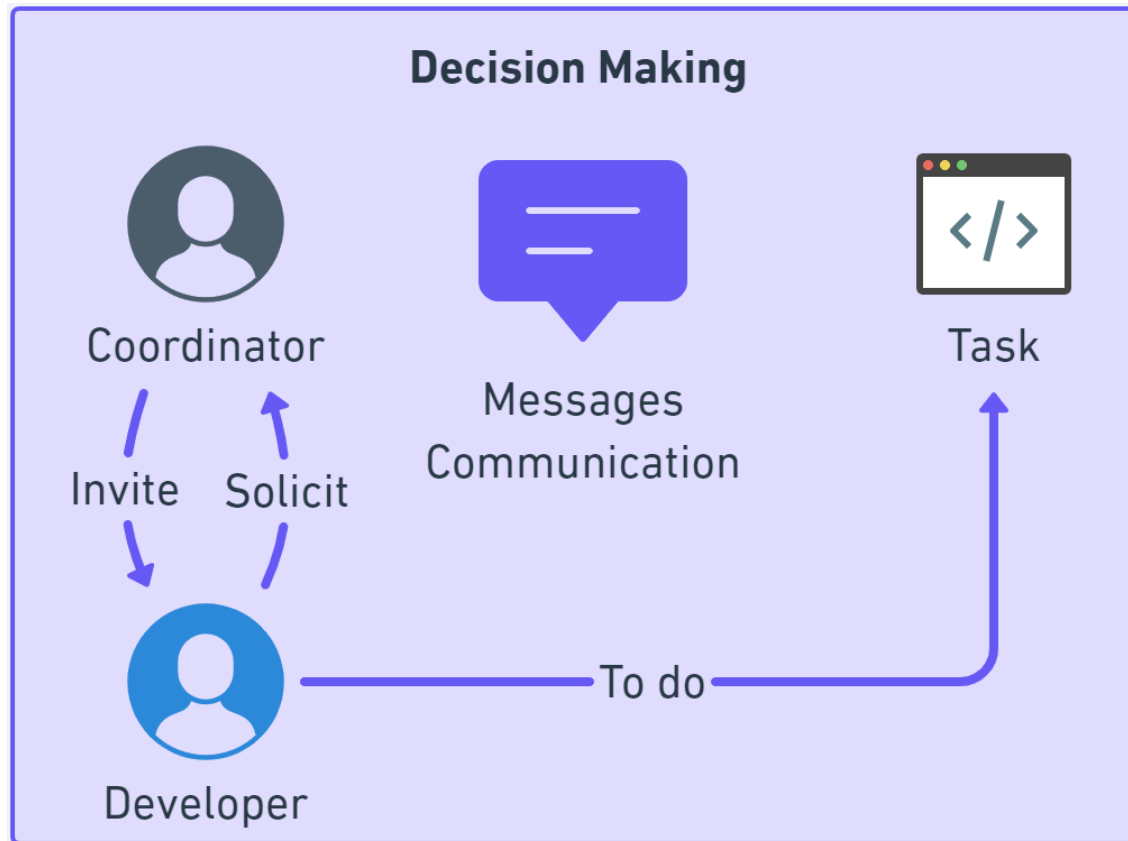 Decision Making
Coordinator
Messages
Communication
Task
Invite
Solicit
To do
Developer